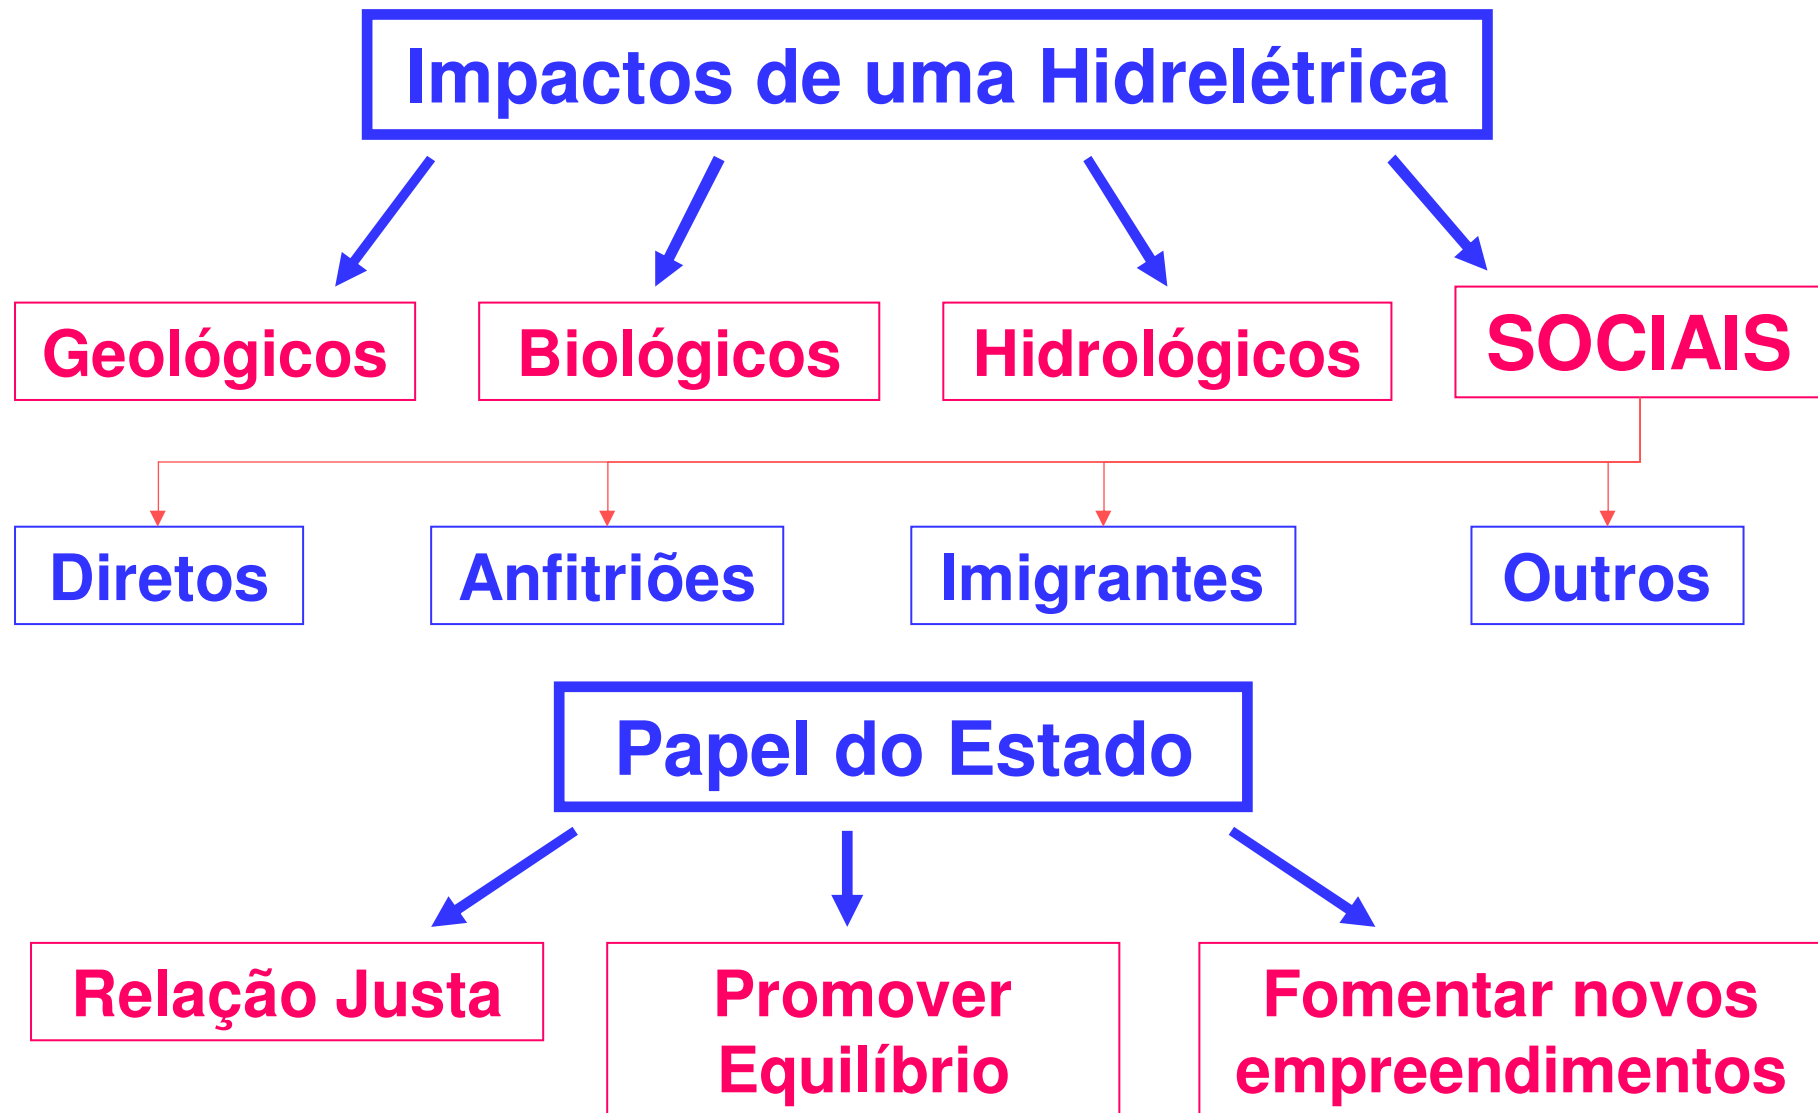 Impactos de uma Hidrelétrica
Geológicos
Biológicos
Hidrológicos
SOCIAIS
Diretos
Anfitriões
Imigrantes
Outros
Papel do Estado
Relação Justa
Promover
Equilíbrio
Fomentar novos
empreendimentos